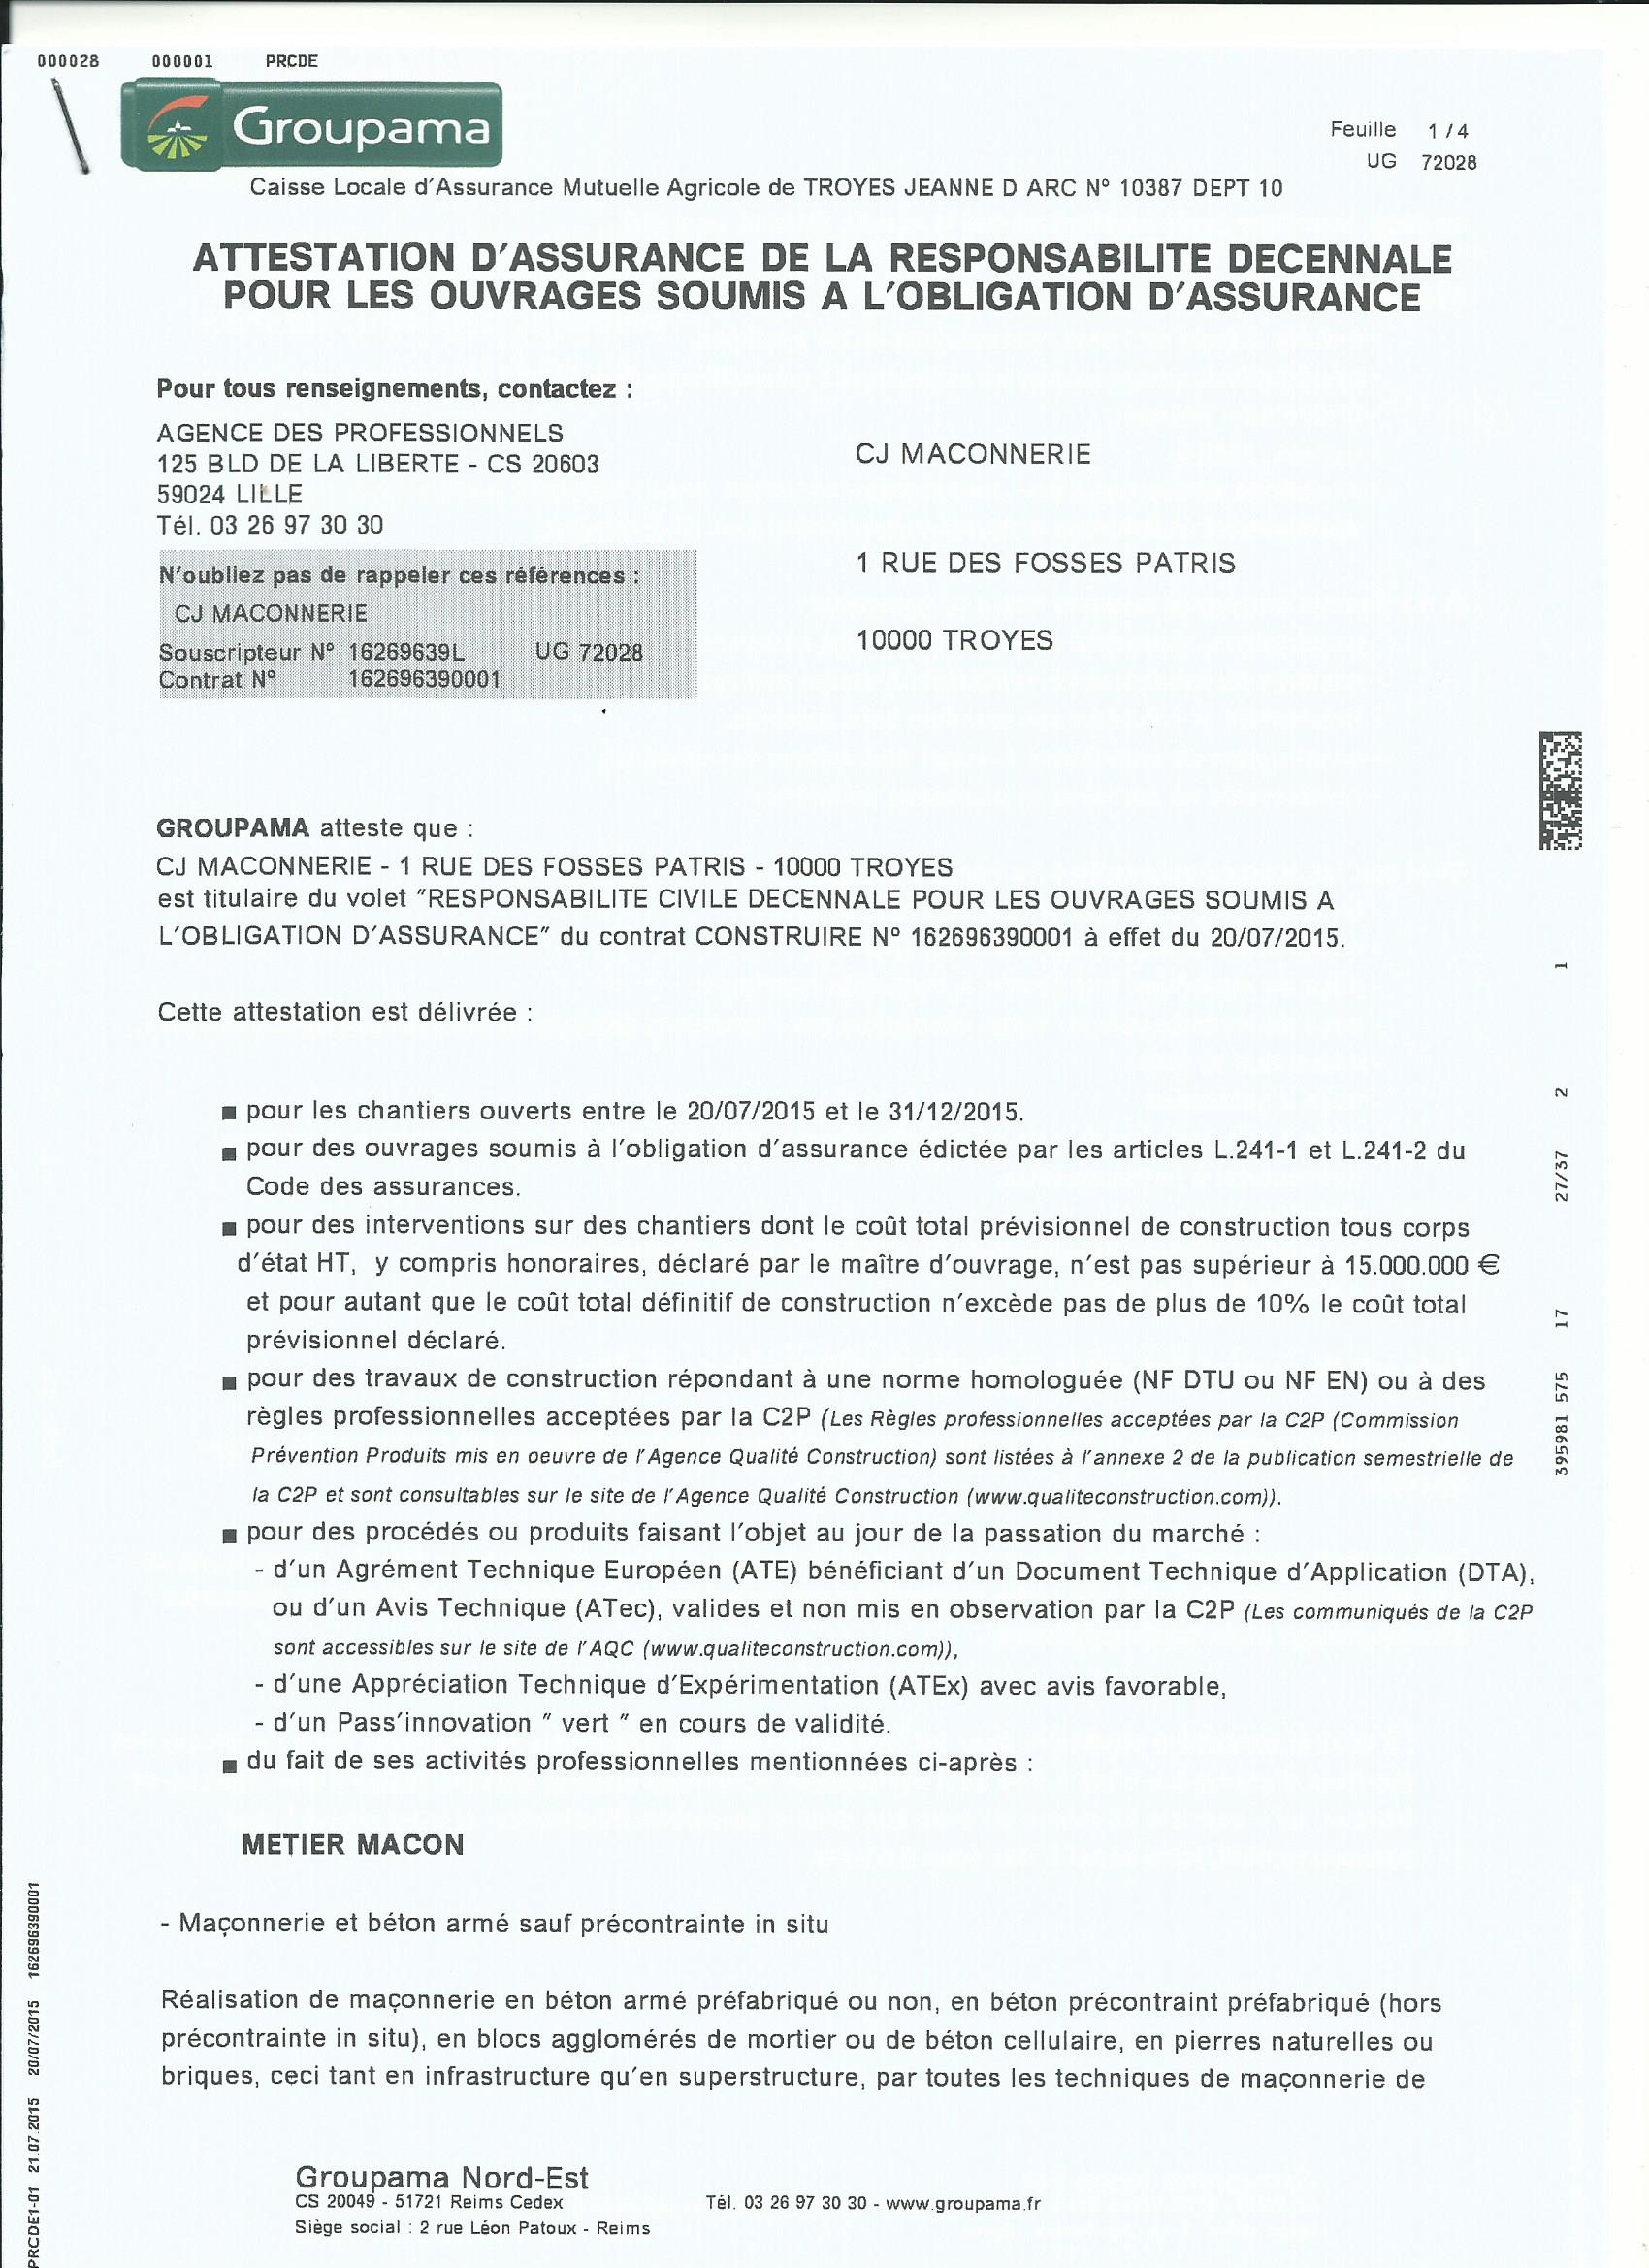 000028 000001 PRCDE
Groupama
Feuille 1 / 4
UG 72028
Caisse Locale d'Assurance Mutuelle Agricole de TROYES JEANNE D ARC N° 10387 DEPT 10
ATTESTATION D'ASSURANCE DE LA RESPONSABILITE DECENNALE
POUR LES OUVRAGES SOUMIS A L'OBLIGATION D'ASSURANCE
Pour tous renseignements, contactez :
AGENCE DES PROFESSIONNELS
125 BLD DE LA LIBERTE - CS 20603
59024 LILLE
Tél. 03 26 97 30 30
N'oubliez pas de rappeler ces références :
CJ MACONNERIE
Souscripteur N° 16269639L UG 72028
Contrat N° 162696390001
CJ MACONNERIE
1 RUE DES FOSSES PATRIS
10000 TROYES
GROUPAMA atteste que :
CJ MACONNERIE - 1 RUE DES FOSSES PATRIS - 10000 TROYES
est titulaire du volet "RESPONSABILITE CIVILE DECENNALE POUR LES OUVRAGES SOUMIS A
L'OBLIGATION D'ASSURANCE" du contrat CONSTRUIRE N° 162696390001 à effet du 20/07/2015.
Cette attestation est délivrée :
■ pour les chantiers ouverts entre le 20/07/2015 et le 31/12/2015.
■ pour des ouvrages soumis à l'obligation d'assurance édictée par les articles L.241-1 et L.241-2 du
Code des assurances.
■ pour des interventions sur des chantiers dont le coût total prévisionnel de construction tous corps
d'état HT, y compris honoraires, déclaré par le maître d'ouvrage, n'est pas supérieur à 15.000.000 €
et pour autant que le coût total définitif de construction n'excède pas de plus de 10% le coût total
prévisionnel déclaré.
■ pour des travaux de construction répondant à une norme homologuée (NF DTU ou NF EN) ou à des
règles professionnelles acceptées par la C2P (Les Règles professionnelles acceptées par la C2P (Commission
Prévention Produits mis en oeuvre de l'Agence Qualité Construction) sont listées à l'annexe 2 de la publication semestrielle de
la C2P et sont consultables sur le site de l'Agence Qualité Construction (www.qualiteconstruction.com)).
■ pour des procédés ou produits faisant l'objet au jour de la passation du marché :
- d'un Agrément Technique Européen (ATE) bénéficiant d'un Document Technique d'Application (DTA),
ou d'un Avis Technique (ATec), valides et non mis en observation par la C2P (Les communiqués de la C2P
sont accessibles sur le site de l'AQC (www.qualiteconstruction.com)),
- d'une Appréciation Technique d'Expérimentation (ATEx) avec avis favorable,
- d'un Pass'innovation " vert " en cours de validité.
■ du fait de ses activités professionnelles mentionnées ci-après :
METIER MACON
- Maçonnerie et béton armé sauf précontrainte in situ
Réalisation de maçonnerie en béton armé préfabriqué ou non, en béton précontraint préfabriqué (hors
précontrainte in situ), en blocs agglomérés de mortier ou de béton cellulaire, en pierres naturelles ou
briques, ceci tant en infrastructure qu'en superstructure, par toutes les techniques de maçonnerie de
Groupama Nord-Est
CS 20049 - 51721 Reims Cedex
Tél. 03 26 97 30 30 - www.groupama.fr
Siège social : 2 rue Léon Patoux - Reims
PRCDE1-01 21.07.2015 20/07/2015 162696390001
395981 575 17 27/37 2 1